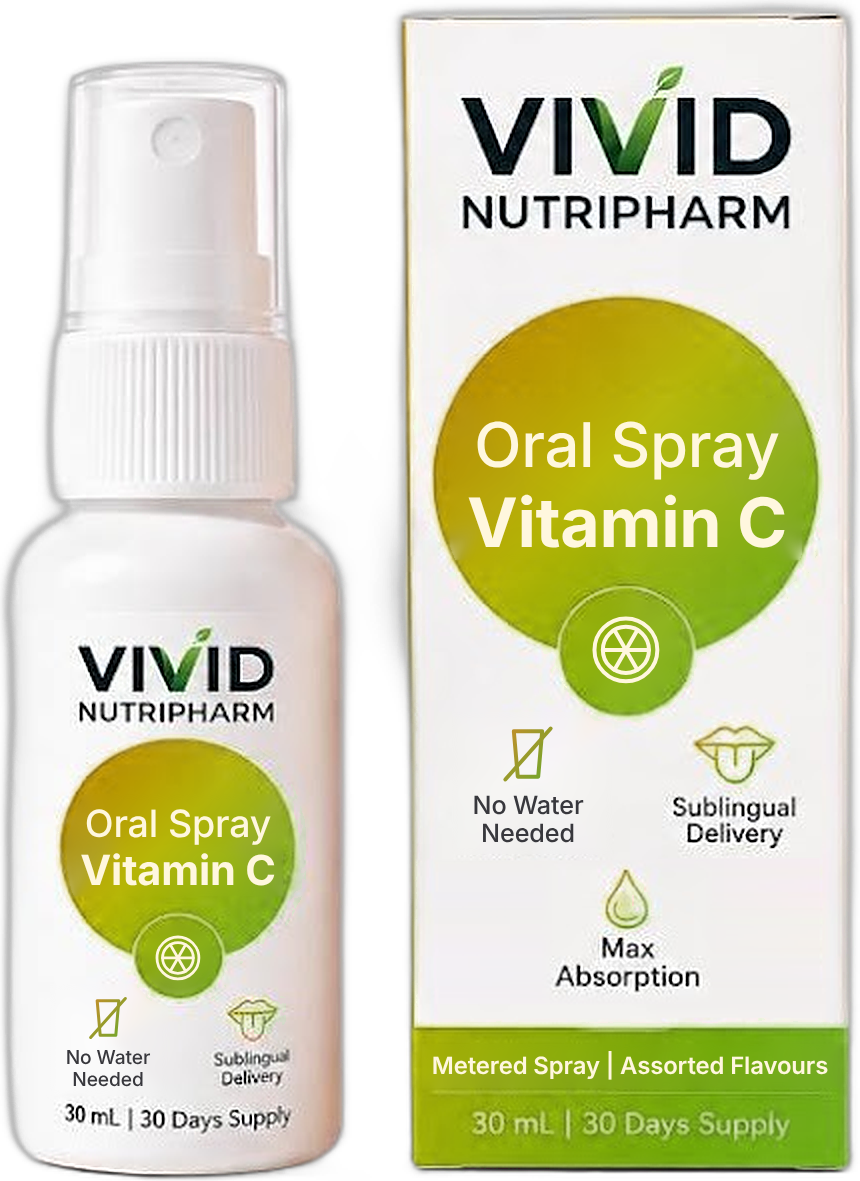 VIVID
NUTRIPHARM
Oral Spray
Vitamin C
No Water
Needed
Sublingual
Delivery
30 mL | 30 Days Supply
VIVID
NUTRIPHARM
Oral Spray
Vitamin C
No Water
Needed
Sublingual
Delivery
Max
Absorption
Metered Spray | Assorted Flavours
30 mL | 30 Days Supply